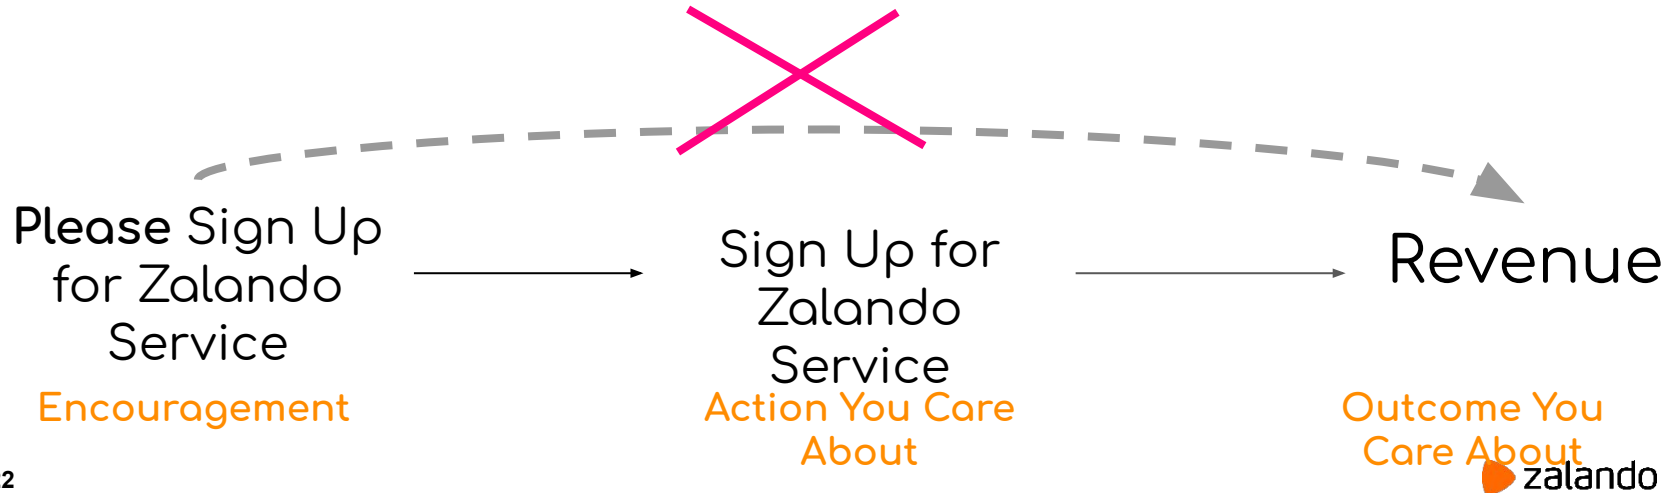 Please Sign Up
for Zalando
Service
Encouragement
Sign Up for
Zalando
Service
Action You Care
About
Revenue
Outcome You
Care About
zalando